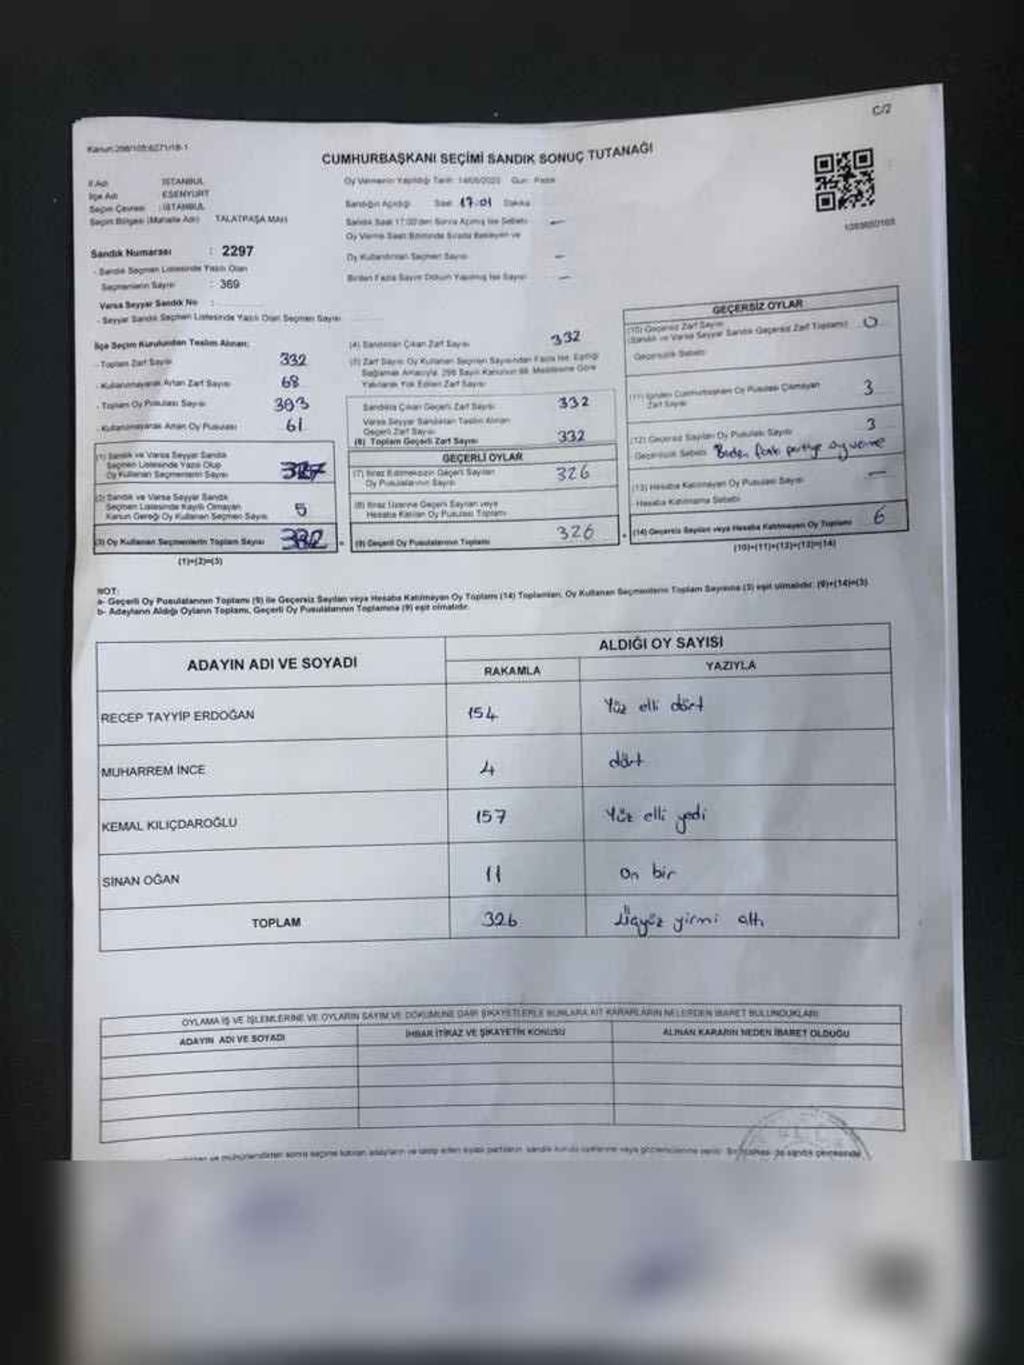 C/2
Kanun:298/105:6271/18-1
CUMHURBAŞKANI SEÇİMİ SANDIK SONUÇ TUTANAĞI
İl Adı : İSTANBUL
İlçe Adı : ESENYURT
Seçim Çevresi : İSTANBUL
Seçim Bölgesi (Mahalle Adı) : TALATPAŞA MAH.
Oy Vermenin Yapıldığı Tarih: 14/05/2023 Gün: Pazar
Sandığın Açıldığı Saat 17:01 Dakika
Sandık Saat 17:00'den Sonra Açılmış İse Sebebi —
Oy Verme Saati Bitiminde Sırada Bekleyen ve
Oy Kullandırılan Seçmen Sayısı —
Birden Fazla Sayım Döküm Yapılmış İse Sayısı —
Sandık Numarası : 2297
- Sandık Seçmen Listesinde Yazılı Olan
Seçmenlerin Sayısı : 369
Varsa Seyyar Sandık No :
- Seyyar Sandık Seçmen Listesinde Yazılı Olan Seçmen Sayısı
İlçe Seçim Kurulundan Teslim Alınan:
- Toplam Zarf Sayısı 332
- Kullanılmayarak Artan Zarf Sayısı 68
- Toplam Oy Pusulası Sayısı 393
- Kullanılmayarak Artan Oy Pusulası 61
(1) Sandık ve Varsa Seyyar Sandık
Seçmen Listesinde Yazılı Olup
Oy Kullanan Seçmenlerin Sayısı 327
(2) Sandık ve Varsa Seyyar Sandık
Seçmen Listesinde Kayıtlı Olmayan
Kanun Gereği Oy Kullanan Seçmen Sayısı 5
(3) Oy Kullanan Seçmenlerin Toplam Sayısı 332
(1)+(2)=(3)
(4) Sandıktan Çıkan Zarf Sayısı 332
(5) Zarf Sayısı Oy Kullanan Seçmen Sayısından Fazla ise, Eşitliği
Sağlamak Amacıyla, 298 Sayılı Kanunun 98. Maddesine Göre
Yakılarak Yok Edilen Zarf Sayısı
Sandıkta Çıkan Geçerli Zarf Sayısı 332
Varsa Seyyar Sandıktan Teslim Alınan
Geçerli Zarf Sayısı
(6) Toplam Geçerli Zarf Sayısı 332
GEÇERLİ OYLAR
(7) İtiraz Edilmeksizin Geçerli Sayılan
Oy Pusulalarının Sayısı 326
(8) İtiraz Üzerine Geçerli Sayılan veya
Hesaba Katılan Oy Pusulası Toplamı
(9) Geçerli Oy Pusulalarının Toplamı 326
GEÇERSİZ OYLAR
(10) Geçersiz Zarf Sayısı
(Sandık ve Varsa Seyyar Sandık Geçersiz Zarf Toplamı) 0
Geçersizlik Sebebi
(11) İçinden Cumhurbaşkanı Oy Pusulası Çıkmayan
Zarf Sayısı 3
(12) Geçersiz Sayılan Oy Pusulası Sayısı 3
Geçersizlik Sebebi Birden fazla partiye oy verme
(13) Hesaba Katılmayan Oy Pusulası Sayısı —
Hesaba Katılmama Sebebi
(14) Geçersiz Sayılan veya Hesaba Katılmayan Oy Toplamı 6
(10)+(11)+(12)+(13)=(14)
NOT:
a- Geçerli Oy Pusulalarının Toplamı (9) ile Geçersiz Sayılan veya Hesaba Katılmayan Oy Toplamı (14) Toplamları, Oy Kullanan Seçmenlerin Toplam Sayısına (3) eşit olmalıdır. (9)+(14)=(3)
b- Adayların Aldığı Oyların Toplamı, Geçerli Oy Pusulalarının Toplamına (9) eşit olmalıdır.
ADAYIN ADI VE SOYADI
ALDIĞI OY SAYISI
RAKAMLA YAZIYLA
RECEP TAYYİP ERDOĞAN 154 Yüz elli dört
MUHARREM İNCE 4 dört
KEMAL KILIÇDAROĞLU 157 Yüz elli yedi
SİNAN OĞAN 11 On bir
TOPLAM 326 Üçyüz yirmi altı
OYLAMA İŞ VE İŞLEMLERİNE VE OYLARIN SAYIM VE DÖKÜMÜNE DAİR ŞİKAYETLERLE BUNLARA AİT KARARLARIN NELERDEN İBARET BULUNDUKLARI
ADAYIN ADI VE SOYADI İHBAR İTİRAZ VE ŞİKAYETİN KONUSU ALINAN KARARIN NEDEN İBARET OLDUĞU